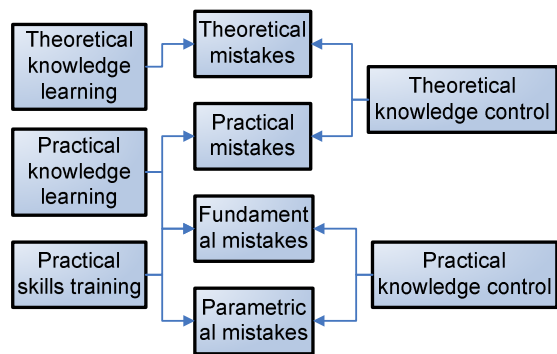 Theoretical
knowledge
learning
Practical
knowledge
learning
Practical
skills training
Theoretical
mistakes
Practical
mistakes
Fundament
al mistakes
Parametric
al mistakes
Theoretical
knowledge control
Practical
knowledge control